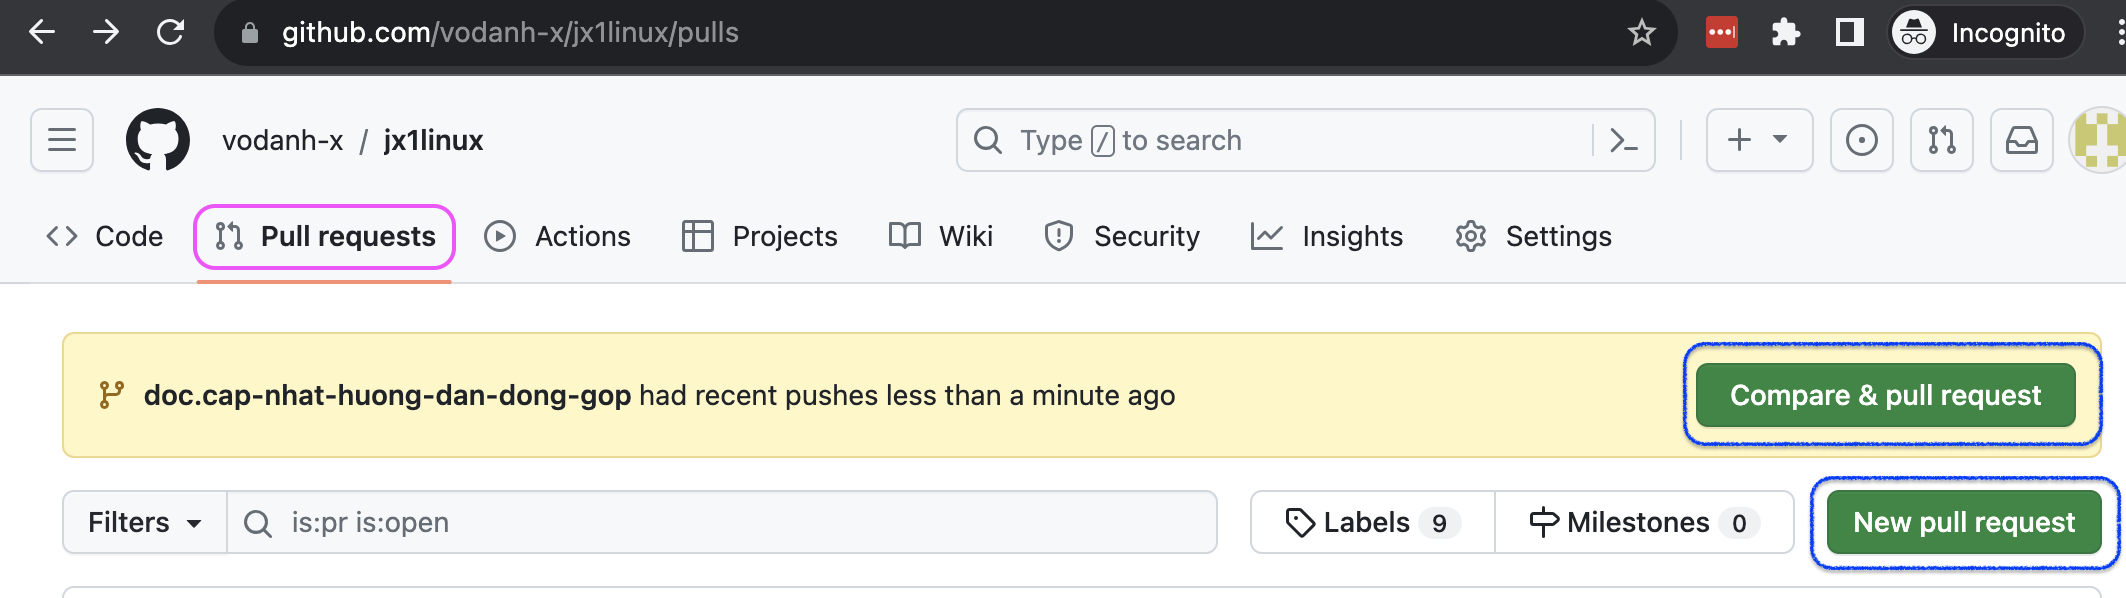 github.com/vodanh-x/jx1linux/pulls
Incognito
vodanh-x / jx1linux
Type / to search
Code
Pull requests
Actions
Projects
Wiki
Security
Insights
Settings
doc.cap-nhat-huong-dan-dong-gop had recent pushes less than a minute ago
Compare & pull request
Filters
is:pr is:open
Labels 9
Milestones 0
New pull request